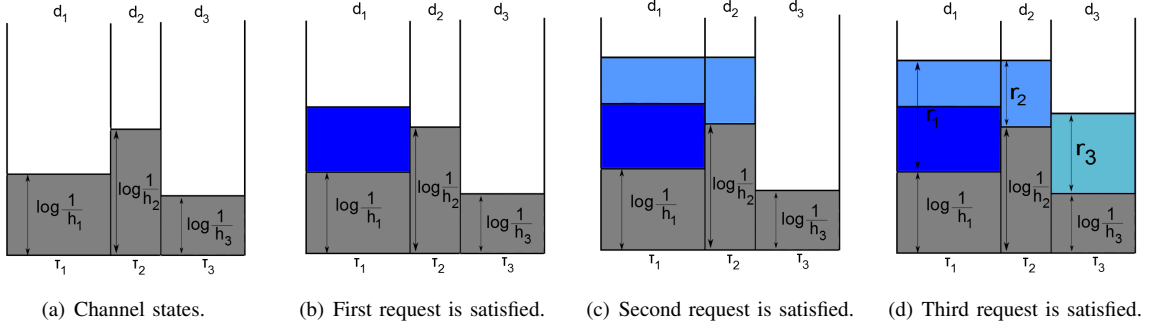 d₁ d₂ d₃
log 1/h₁ log 1/h₂ log 1/h₃
τ₁ τ₂ τ₃
(a) Channel states.
d₁ d₂ d₃
log 1/h₁ log 1/h₂ log 1/h₃
τ₁ τ₂ τ₃
(b) First request is satisfied.
d₁ d₂ d₃
log 1/h₁ log 1/h₂ log 1/h₃
τ₁ τ₂ τ₃
(c) Second request is satisfied.
d₁ d₂ d₃
r₁ r₂ r₃
log 1/h₁ log 1/h₂ log 1/h₃
τ₁ τ₂ τ₃
(d) Third request is satisfied.